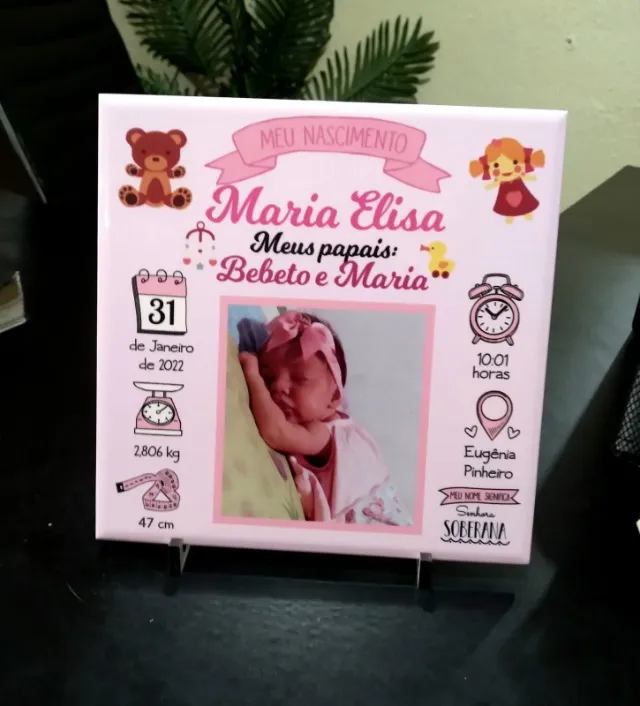 MEU NASCIMENTO
Maria Elisa
Meus papais:
Bebeto e Maria
31
de Janeiro
de 2022
2,806 kg
47 cm
10:01
horas
Eugênia
Pinheiro
MEU NOME SIGNIFICA
Senhora
SOBERANA